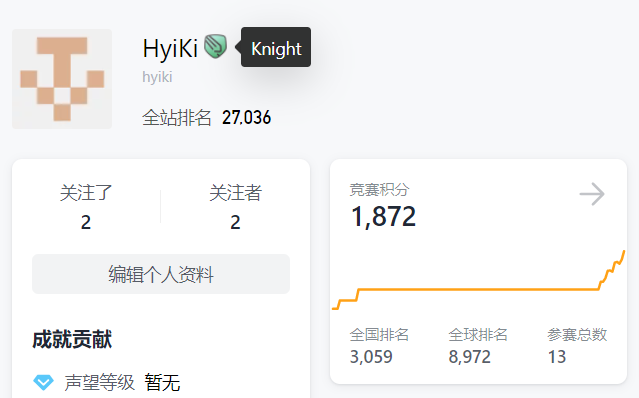 HyiKi Knight
hyiki
全站排名 27,036
关注了 关注者
2 2
编辑个人资料
成就贡献
声望等级 暂无
竞赛积分
1,872
全国排名 全球排名 参赛总数
3,059 8,972 13